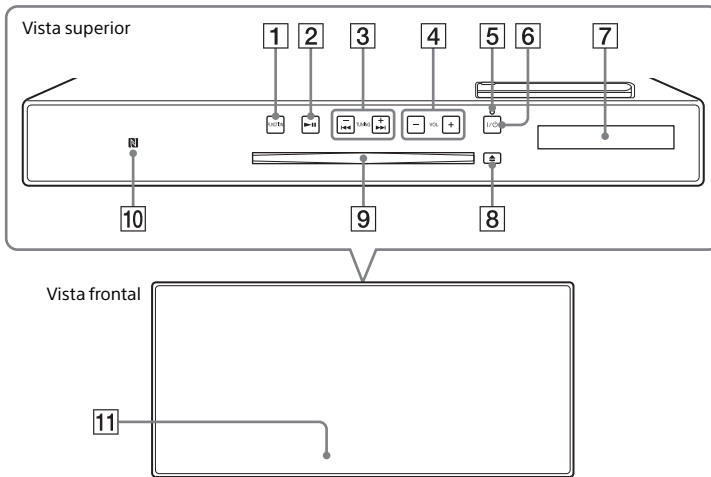 Vista superior
1 2 3 4 5 6 7
FUNCTION TUNING VOL I/⏻
10 9 8
Vista frontal
11